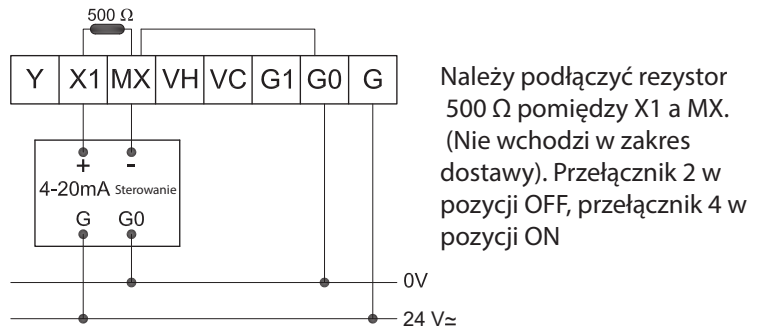 500 Ω
Y X1 MX VH VC G1 G0 G
+ -
4-20mA Sterowanie
G G0
0V
24 V≃
Należy podłączyć rezystor
500 Ω pomiędzy X1 a MX.
(Nie wchodzi w zakres
dostawy). Przełącznik 2 w
pozycji OFF, przełącznik 4 w
pozycji ON